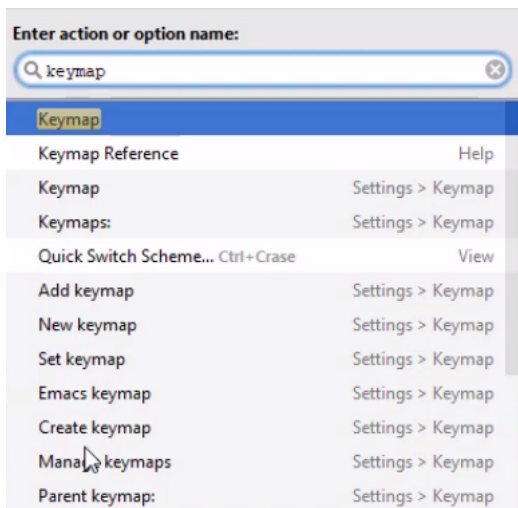 Enter action or option name:
keymap
Keymap
Keymap Reference Help
Keymap Settings > Keymap
Keymaps: Settings > Keymap
Quick Switch Scheme... Ctrl+Crase View
Add keymap Settings > Keymap
New keymap Settings > Keymap
Set keymap Settings > Keymap
Emacs keymap Settings > Keymap
Create keymap Settings > Keymap
Manage keymaps Settings > Keymap
Parent keymap: Settings > Keymap